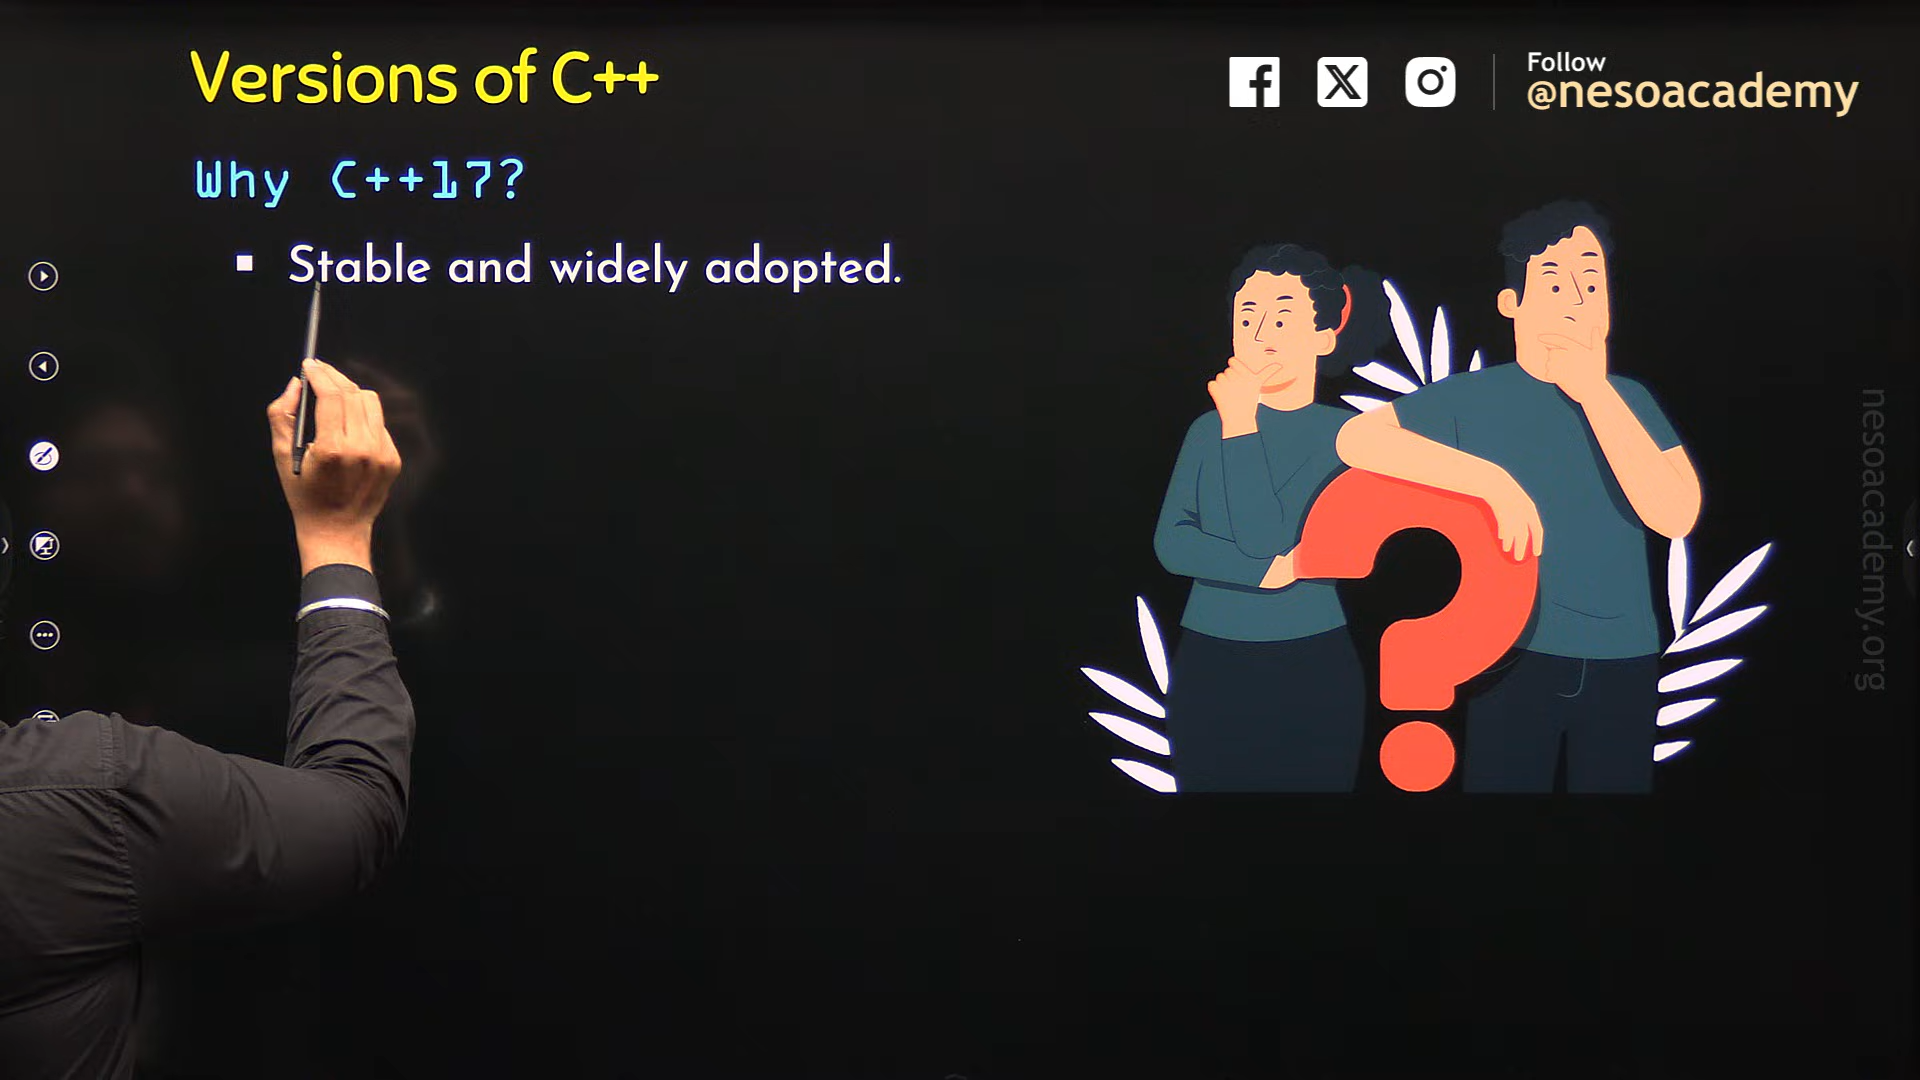 Versions of C++
Follow
@nesoacademy
Why C++17?
▪ Stable and widely adopted.
nesoacademy.org